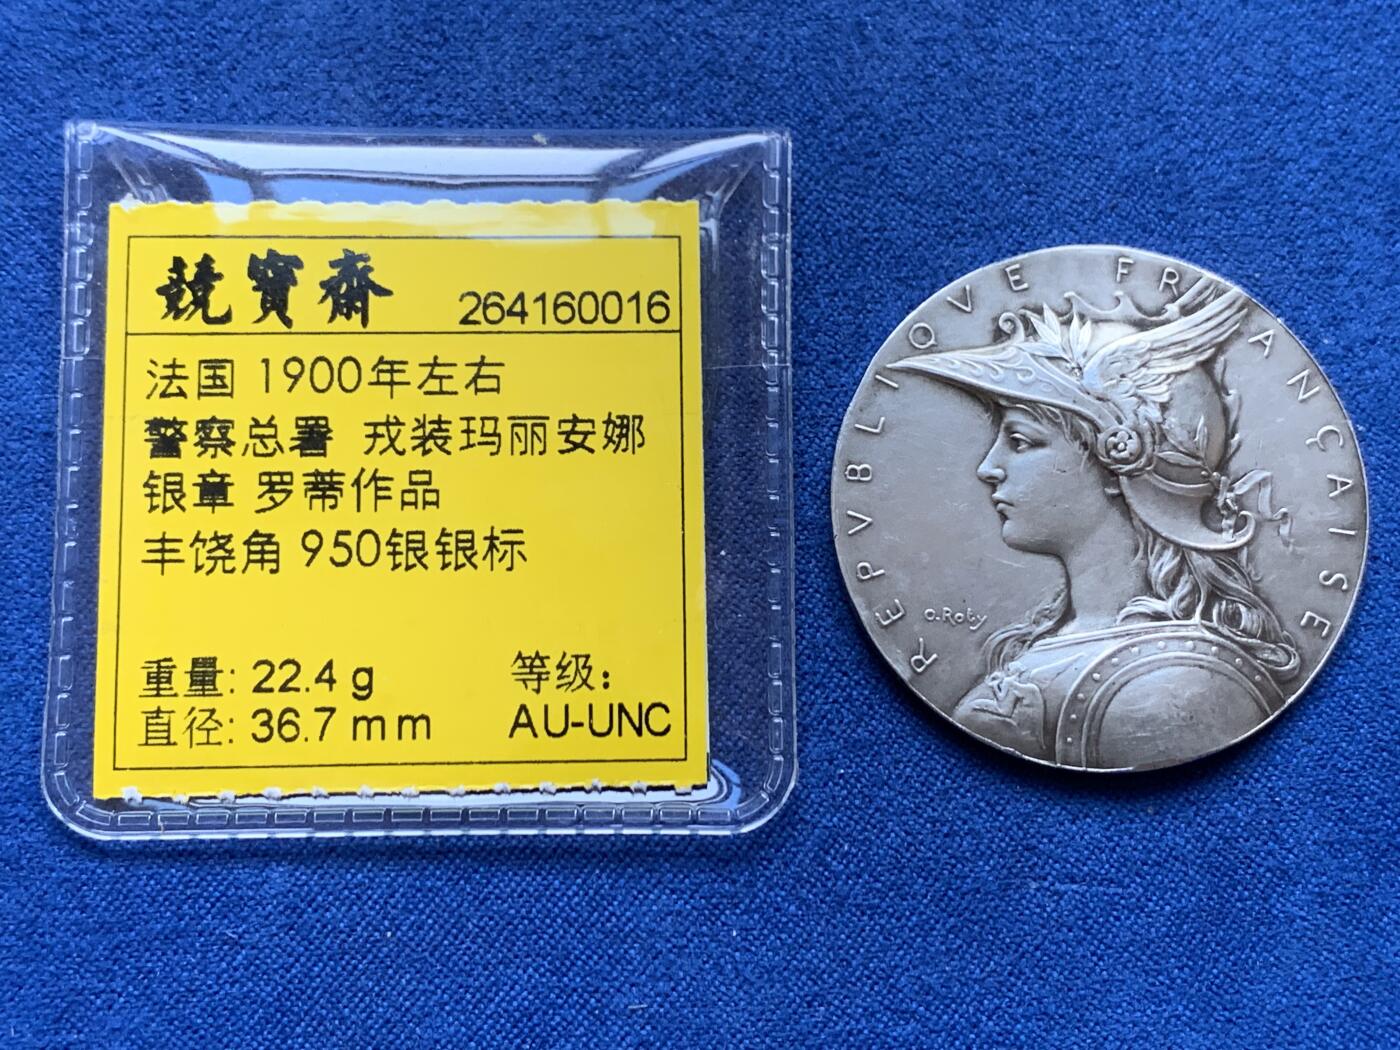 競寶齋 264160016
法国 1900年左右
警察总署 戎装玛丽安娜
银章 罗蒂作品
丰饶角 950银银标
重量: 22.4 g 等级:
直径: 36.7 mm AU-UNC
REPVBLIQVE FRANÇAISE
O. Roty